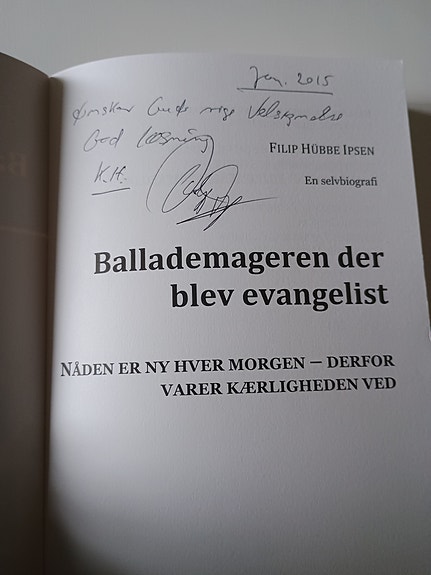 Jan. 2015
ønsker Guds rige Velsignelse
God læsning
K.H.
FILIP HÜBBE IPSEN
En selvbiografi
Ballademageren der
blev evangelist
NÅDEN ER NY HVER MORGEN – DERFOR
VARER KÆRLIGHEDEN VED